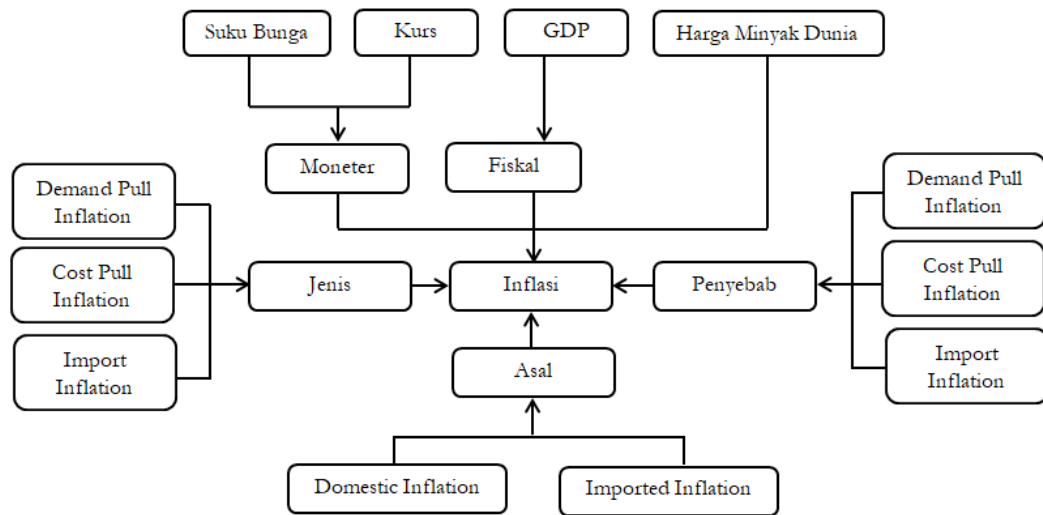 Suku Bunga
Kurs
GDP
Harga Minyak Dunia
Moneter
Fiskal
Demand Pull
Inflation
Cost Pull
Inflation
Import
Inflation
Jenis
Inflasi
Penyebab
Demand Pull
Inflation
Cost Pull
Inflation
Import
Inflation
Asal
Domestic Inflation
Imported Inflation